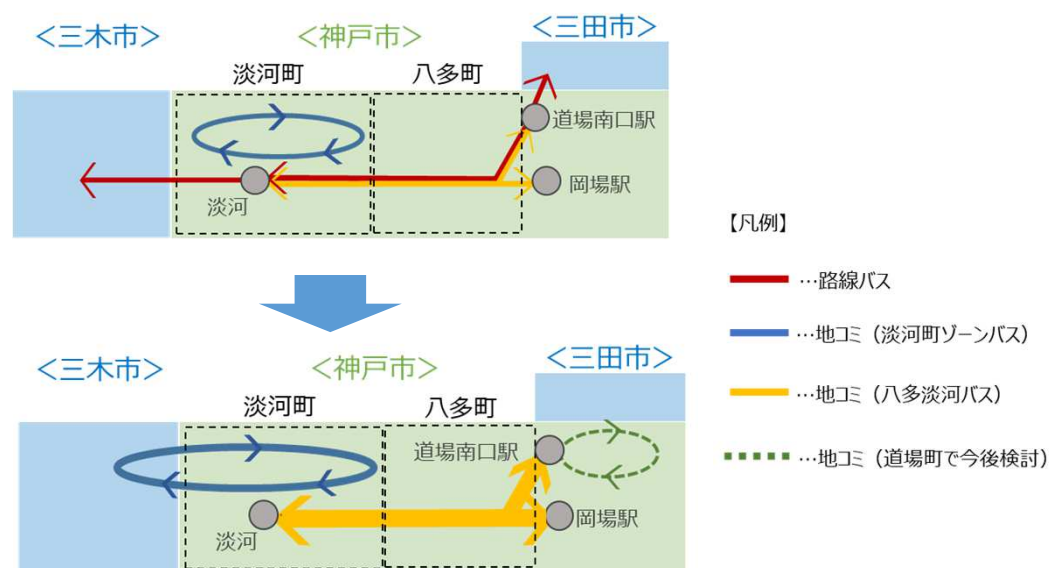 ＜三木市＞
＜神戸市＞
＜三田市＞
淡河町
八多町
道場南口駅
岡場駅
淡河
【凡例】
…路線バス
…地コミ（淡河町ゾーンバス）
…地コミ（八多淡河バス）
…地コミ（道場町で今後検討）
＜三木市＞
＜神戸市＞
＜三田市＞
淡河町
八多町
道場南口駅
岡場駅
淡河